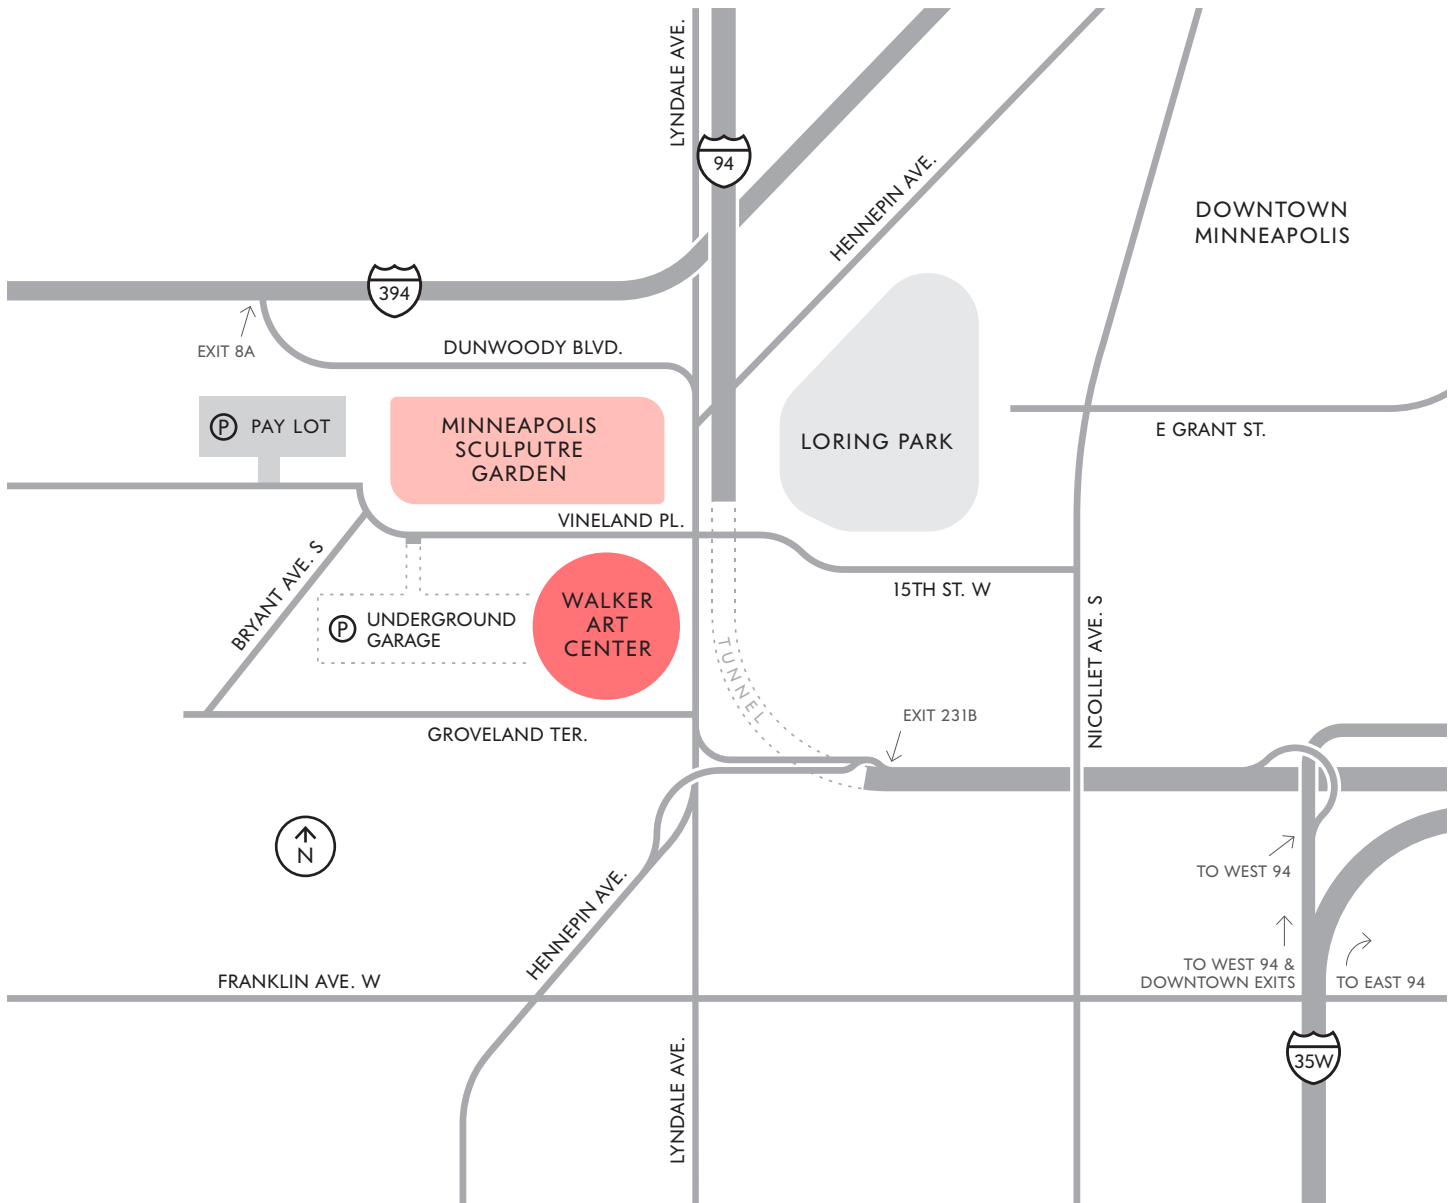 LYNDALE AVE.
94
HENNEPIN AVE.
DOWNTOWN
MINNEAPOLIS
394
EXIT 8A
DUNWOODY BLVD.
P PAY LOT
MINNEAPOLIS
SCULPUTRE
GARDEN
LORING PARK
E GRANT ST.
VINELAND PL.
BRYANT AVE. S
P UNDERGROUND
GARAGE
WALKER
ART
CENTER
15TH ST. W
TUNNEL
NICOLLET AVE. S
GROVELAND TER.
EXIT 231B
N
TO WEST 94
HENNEPIN AVE.
TO WEST 94 &
DOWNTOWN EXITS
TO EAST 94
FRANKLIN AVE. W
LYNDALE AVE.
35W